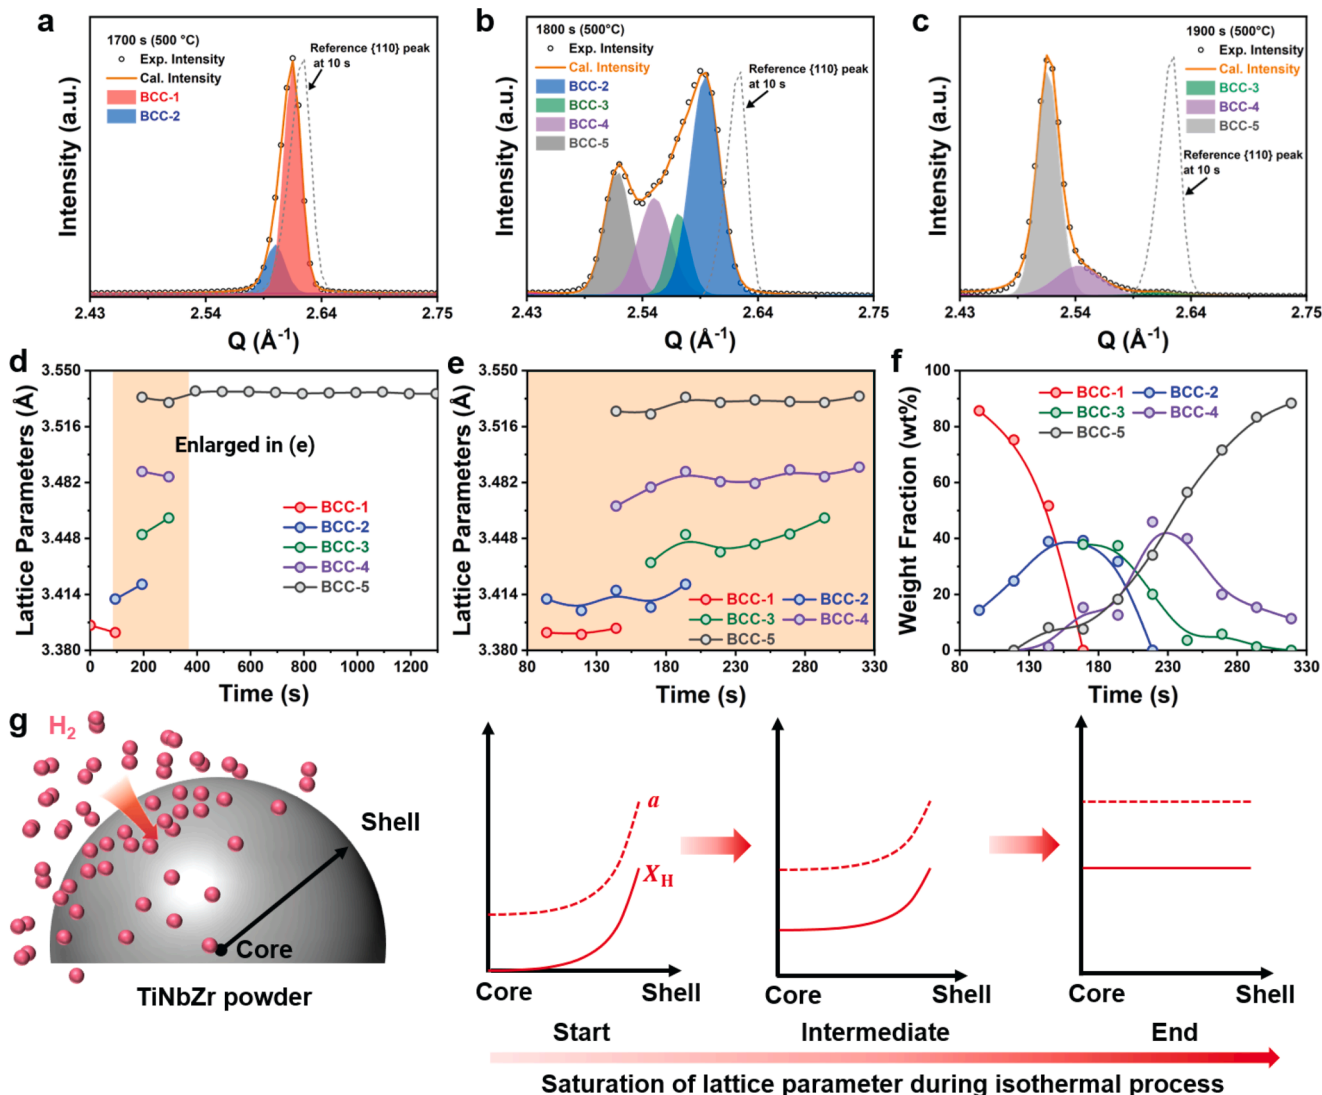 a
1700 s (500 °C)
Exp. Intensity
Cal. Intensity
BCC-1
BCC-2
Reference {110} peak
at 10 s
Intensity (a.u.)
2.43
2.54
2.64
2.75
Q (Å-1)
b
1800 s (500°C)
Exp. Intensity
Cal. Intensity
BCC-2
BCC-3
BCC-4
BCC-5
Reference {110} peak
at 10 s
Intensity (a.u.)
2.43
2.54
2.64
2.75
Q (Å-1)
c
1900 s (500°C)
Exp. Intensity
Cal. Intensity
BCC-3
BCC-4
BCC-5
Reference {110} peak
at 10 s
Intensity (a.u.)
2.43
2.54
2.64
2.75
Q (Å-1)
d
3.550
3.516
3.482
3.448
3.414
3.380
Lattice Parameters (Å)
Enlarged in (e)
BCC-1
BCC-2
BCC-3
BCC-4
BCC-5
0 200 400 600 800 1000 1200
Time (s)
e
3.550
3.516
3.482
3.448
3.414
3.380
Lattice Parameters (Å)
BCC-1 BCC-2
BCC-3 BCC-4
BCC-5
80 130 180 230 280 330
Time (s)
f
100
80
60
40
20
0
Weight Fraction (wt%)
BCC-1 BCC-2
BCC-3 BCC-4
BCC-5
80 130 180 230 280 330
Time (s)
g
H2
Shell
Core
TiNbZr powder
a
XH
Core Shell
Start
Core Shell
Intermediate
Core Shell
End
Saturation of lattice parameter during isothermal process